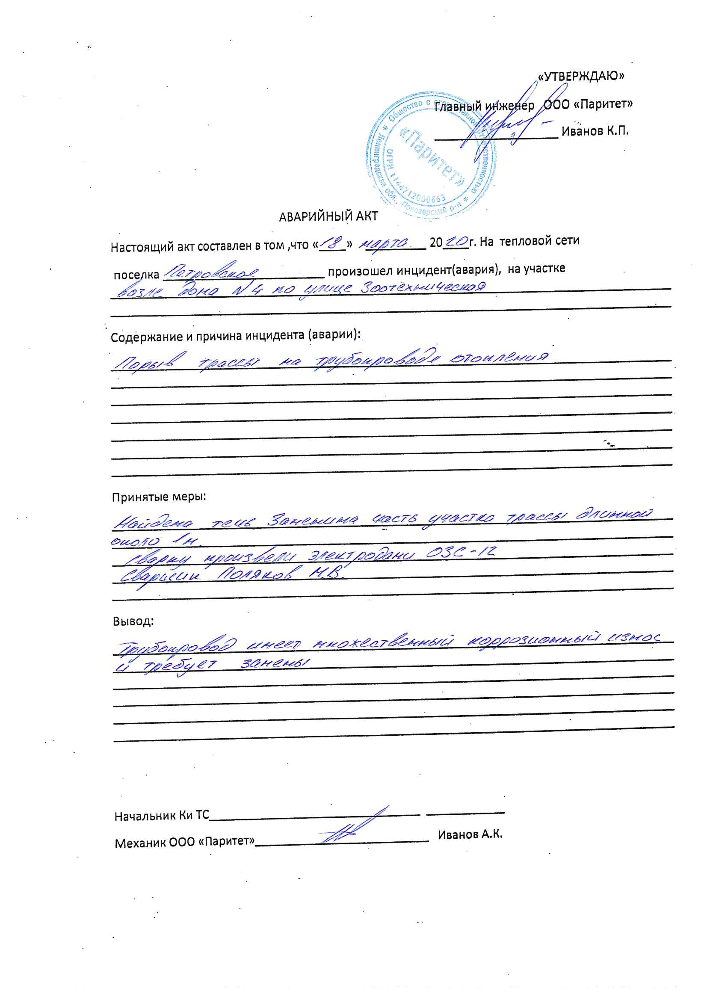 «УТВЕРЖДАЮ»
Главный инженер ООО «Паритет»
Иванов К.П.
Общество с ограниченной ответственностью
Ленинградская обл., Приозерский р-н
ОГРН 1144712000663
«Паритет»
АВАРИЙНЫЙ АКТ
Настоящий акт составлен в том ,что «18» марта 2020г. На тепловой сети
поселка Петровское произошел инцидент(авария), на участке
возле дома N4 по улице Зоотехническая
Содержание и причина инцидента (аварии):
Порыв трассы на трубопроводе отопления
Принятые меры:
Найдена течь. Заменина часть участка трассы длинной
около 1м.
Сварку произвели электродами ОЗС-12
Сварщик Поляков М.В.
Вывод:
Трубопровод имеет множественный коррозионный износ
и требует замены
Начальник Ки ТС
Механик ООО «Паритет» Иванов А.К.